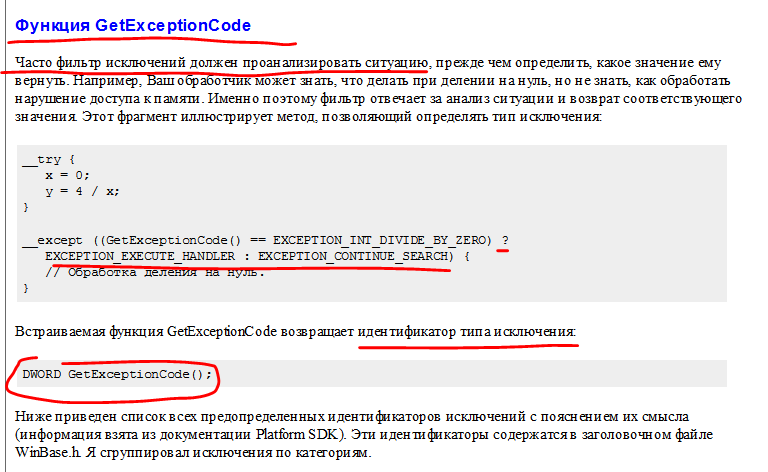 Функция GetExceptionCode
Часто фильтр исключений должен проанализировать ситуацию, прежде чем определить, какое значение ему
вернуть. Например, Ваш обработчик может знать, что делать при делении на нуль, но не знать, как обработать
нарушение доступа к памяти. Именно поэтому фильтр отвечает за анализ ситуации и возврат соответствующего
значения. Этот фрагмент иллюстрирует метод, позволяющий определять тип исключения:
__try {
x = 0;
y = 4 / x;
}
__except ((GetExceptionCode() == EXCEPTION_INT_DIVIDE_BY_ZERO) ?
EXCEPTION_EXECUTE_HANDLER : EXCEPTION_CONTINUE_SEARCH) {
// Обработка деления на нуль.
}
Встраиваемая функция GetExceptionCode возвращает идентификатор типа исключения:
DWORD GetExceptionCode();
Ниже приведен список всех предопределенных идентификаторов исключений с пояснением их смысла
(информация взята из документации Platform SDK). Эти идентификаторы содержатся в заголовочном файле
WinBase.h. Я сгруппировал исключения по категориям.